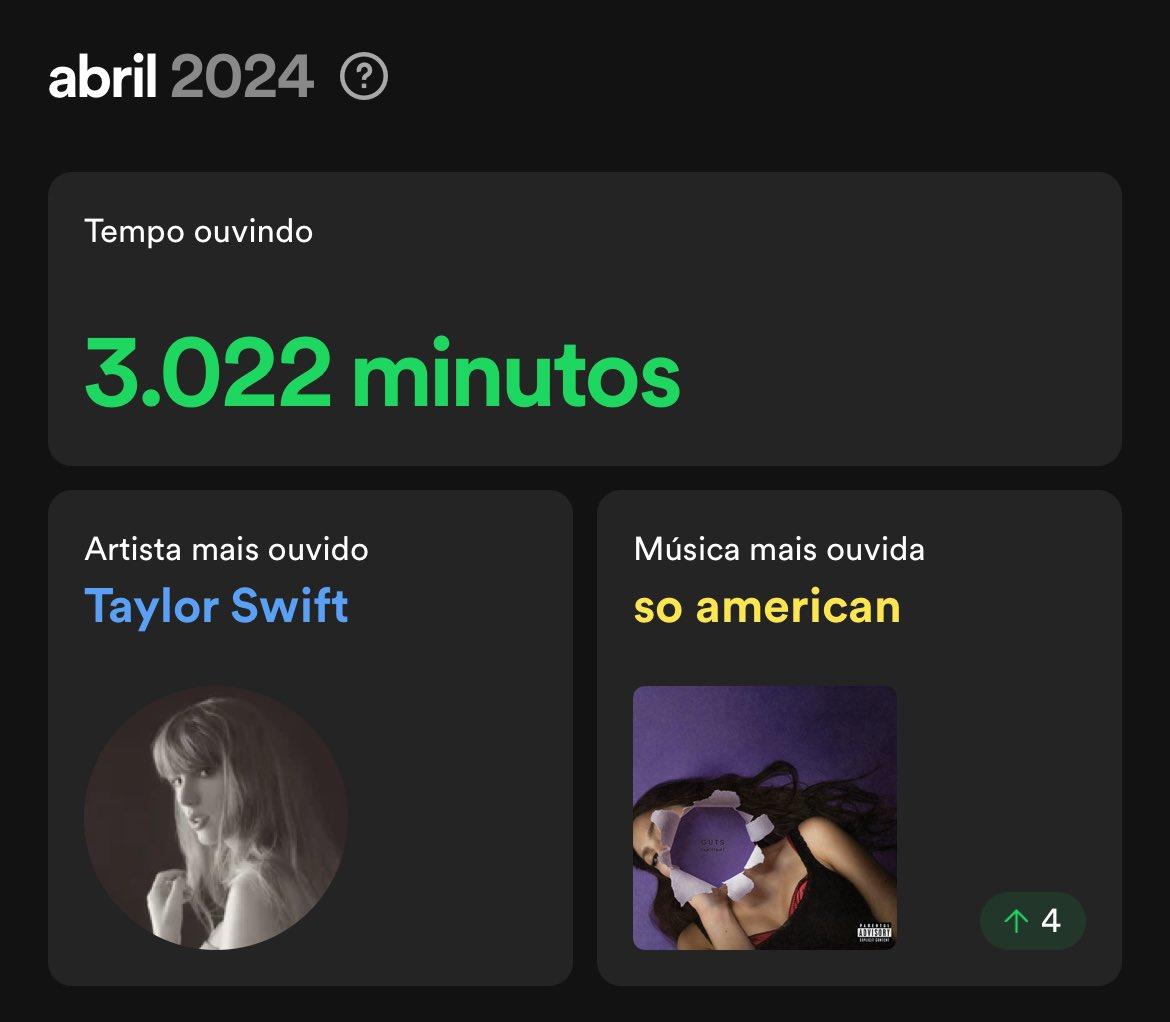 abril 2024 ?
Tempo ouvindo
3.022 minutos
Artista mais ouvido
Taylor Swift
Música mais ouvida
so american
GUTS
PARENTAL
ADVISORY
EXPLICIT CONTENT
↑ 4